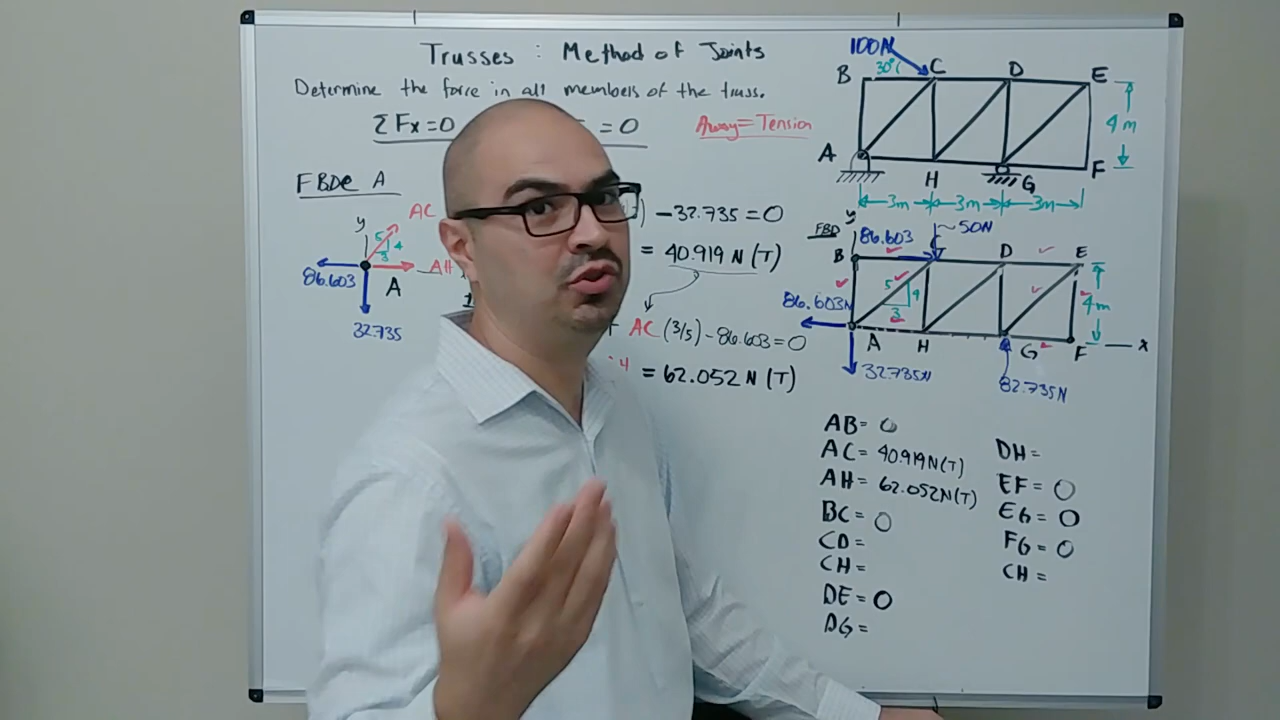 Trusses : Method of Joints
Determine the force in all members of the truss.
ΣFx=0 = 0 Away=Tension
FBD@ A
y
AC
5
4
3
AH
86.603
A
32.735
-32.735=0
= 40.919 N (T)
AC (3/5) -86.603=0
= 62.052 N (T)
100N
30°
B C D E
4 m
A H G F
3m 3m 3m
y
FBD 86.603 50N
B C D E
5 4
3
4m
86.603N
A H G F x
32.735N 82.735N
AB= 0
AC= 40.919N(T)
AH= 62.052N(T)
BC= 0
CD=
CH=
DE= 0
DG=
DH=
EF= 0
EG= 0
FG= 0
CH=